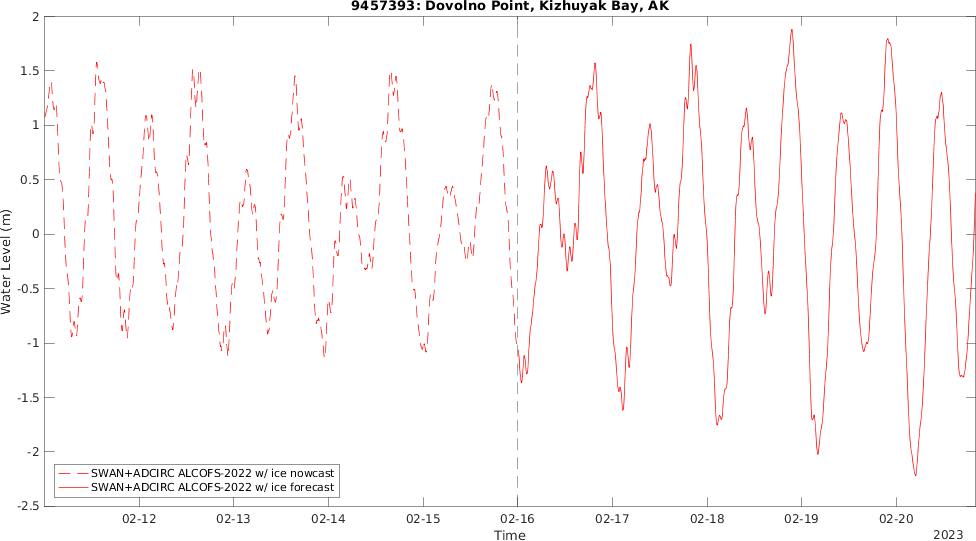 9457393: Dovolno Point, Kizhuyak Bay, AK
2
1.5
1
0.5
0
-0.5
-1
-1.5
-2
-2.5
Water Level (m)
SWAN+ADCIRC ALCOFS-2022 w/ ice nowcast
SWAN+ADCIRC ALCOFS-2022 w/ ice forecast
02-12 02-13 02-14 02-15 02-16 02-17 02-18 02-19 02-20
Time
2023